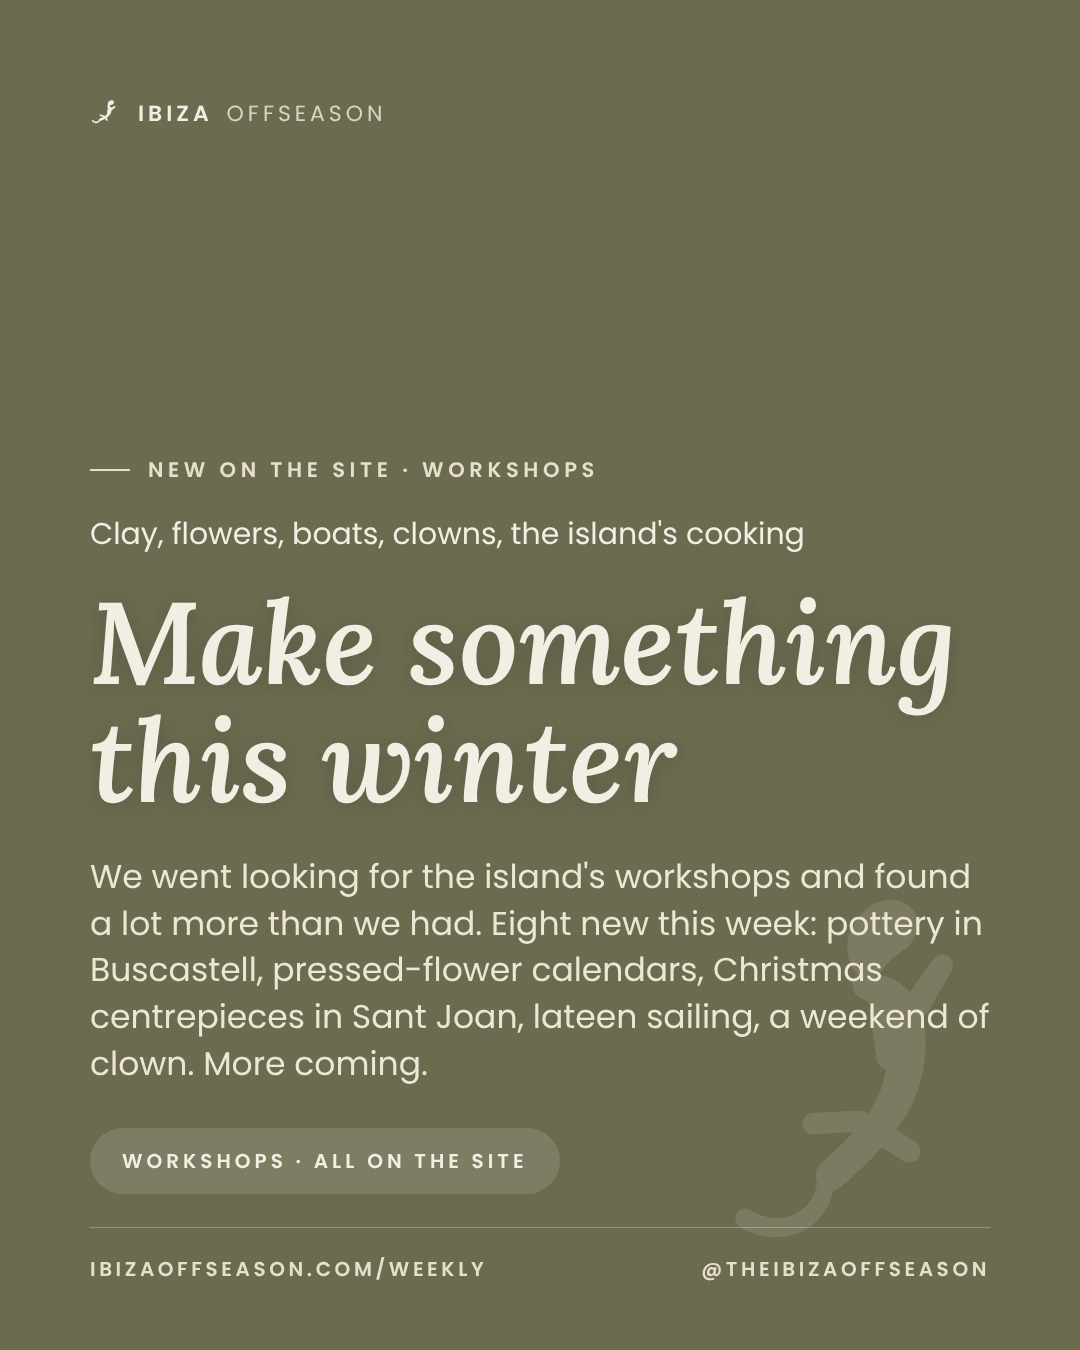 IBIZA OFFSEASON
NEW ON THE SITE · WORKSHOPS
Clay, flowers, boats, clowns, the island's cooking
Make something
this winter
We went looking for the island's workshops and found
a lot more than we had. Eight new this week: pottery in
Buscastell, pressed-flower calendars, Christmas
centrepieces in Sant Joan, lateen sailing, a weekend of
clown. More coming.
WORKSHOPS · ALL ON THE SITE
IBIZAOFFSEASON.COM/WEEKLY
@THEIBIZAOFFSEASON